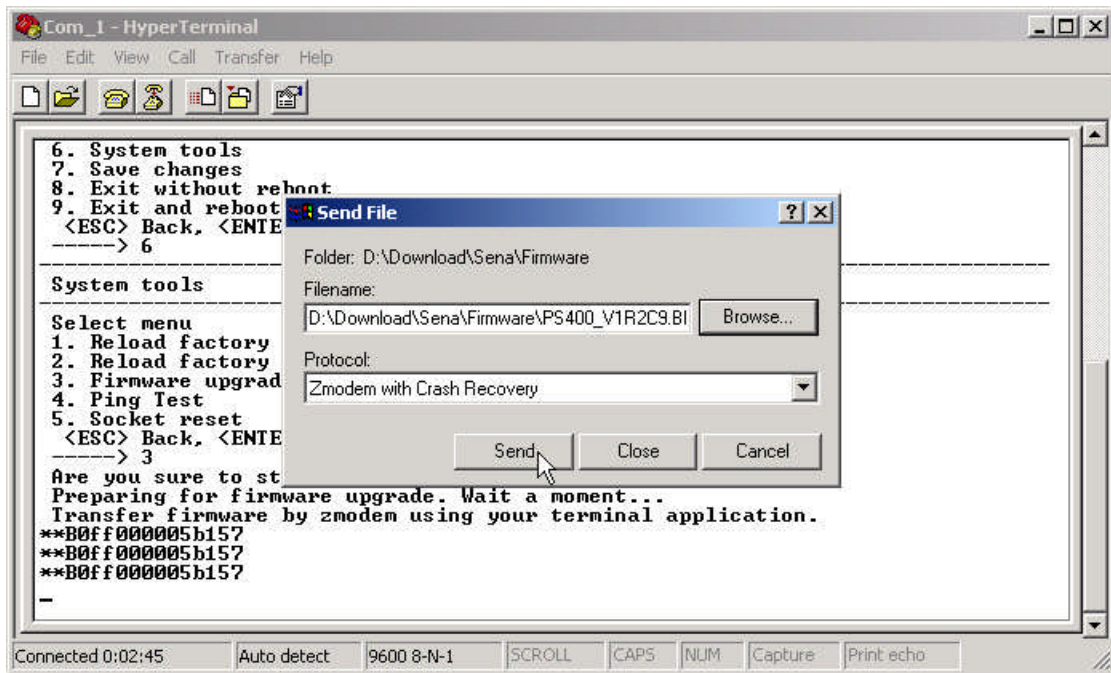 Com_1 - HyperTerminal
File Edit View Call Transfer Help
6. System tools
7. Save changes
8. Exit without reboot
9. Exit and reboot
<ESC> Back, <ENTE
-----> 6
System tools
Select menu
1. Reload factory
2. Reload factory
3. Firmware upgrad
4. Ping Test
5. Socket reset
<ESC> Back, <ENTE
-----> 3
Are you sure to st
Preparing for firmware upgrade. Wait a moment...
Transfer firmware by zmodem using your terminal application.
**B0ff000005b157
**B0ff000005b157
**B0ff000005b157
_
Send File
Folder: D:\Download\Sena\Firmware
Filename:
D:\Download\Sena\Firmware\PS400_V1R2C9.BI
Browse...
Protocol:
Zmodem with Crash Recovery
Send Close Cancel
Connected 0:02:45 Auto detect 9600 8-N-1 SCROLL CAPS NUM Capture Print echo